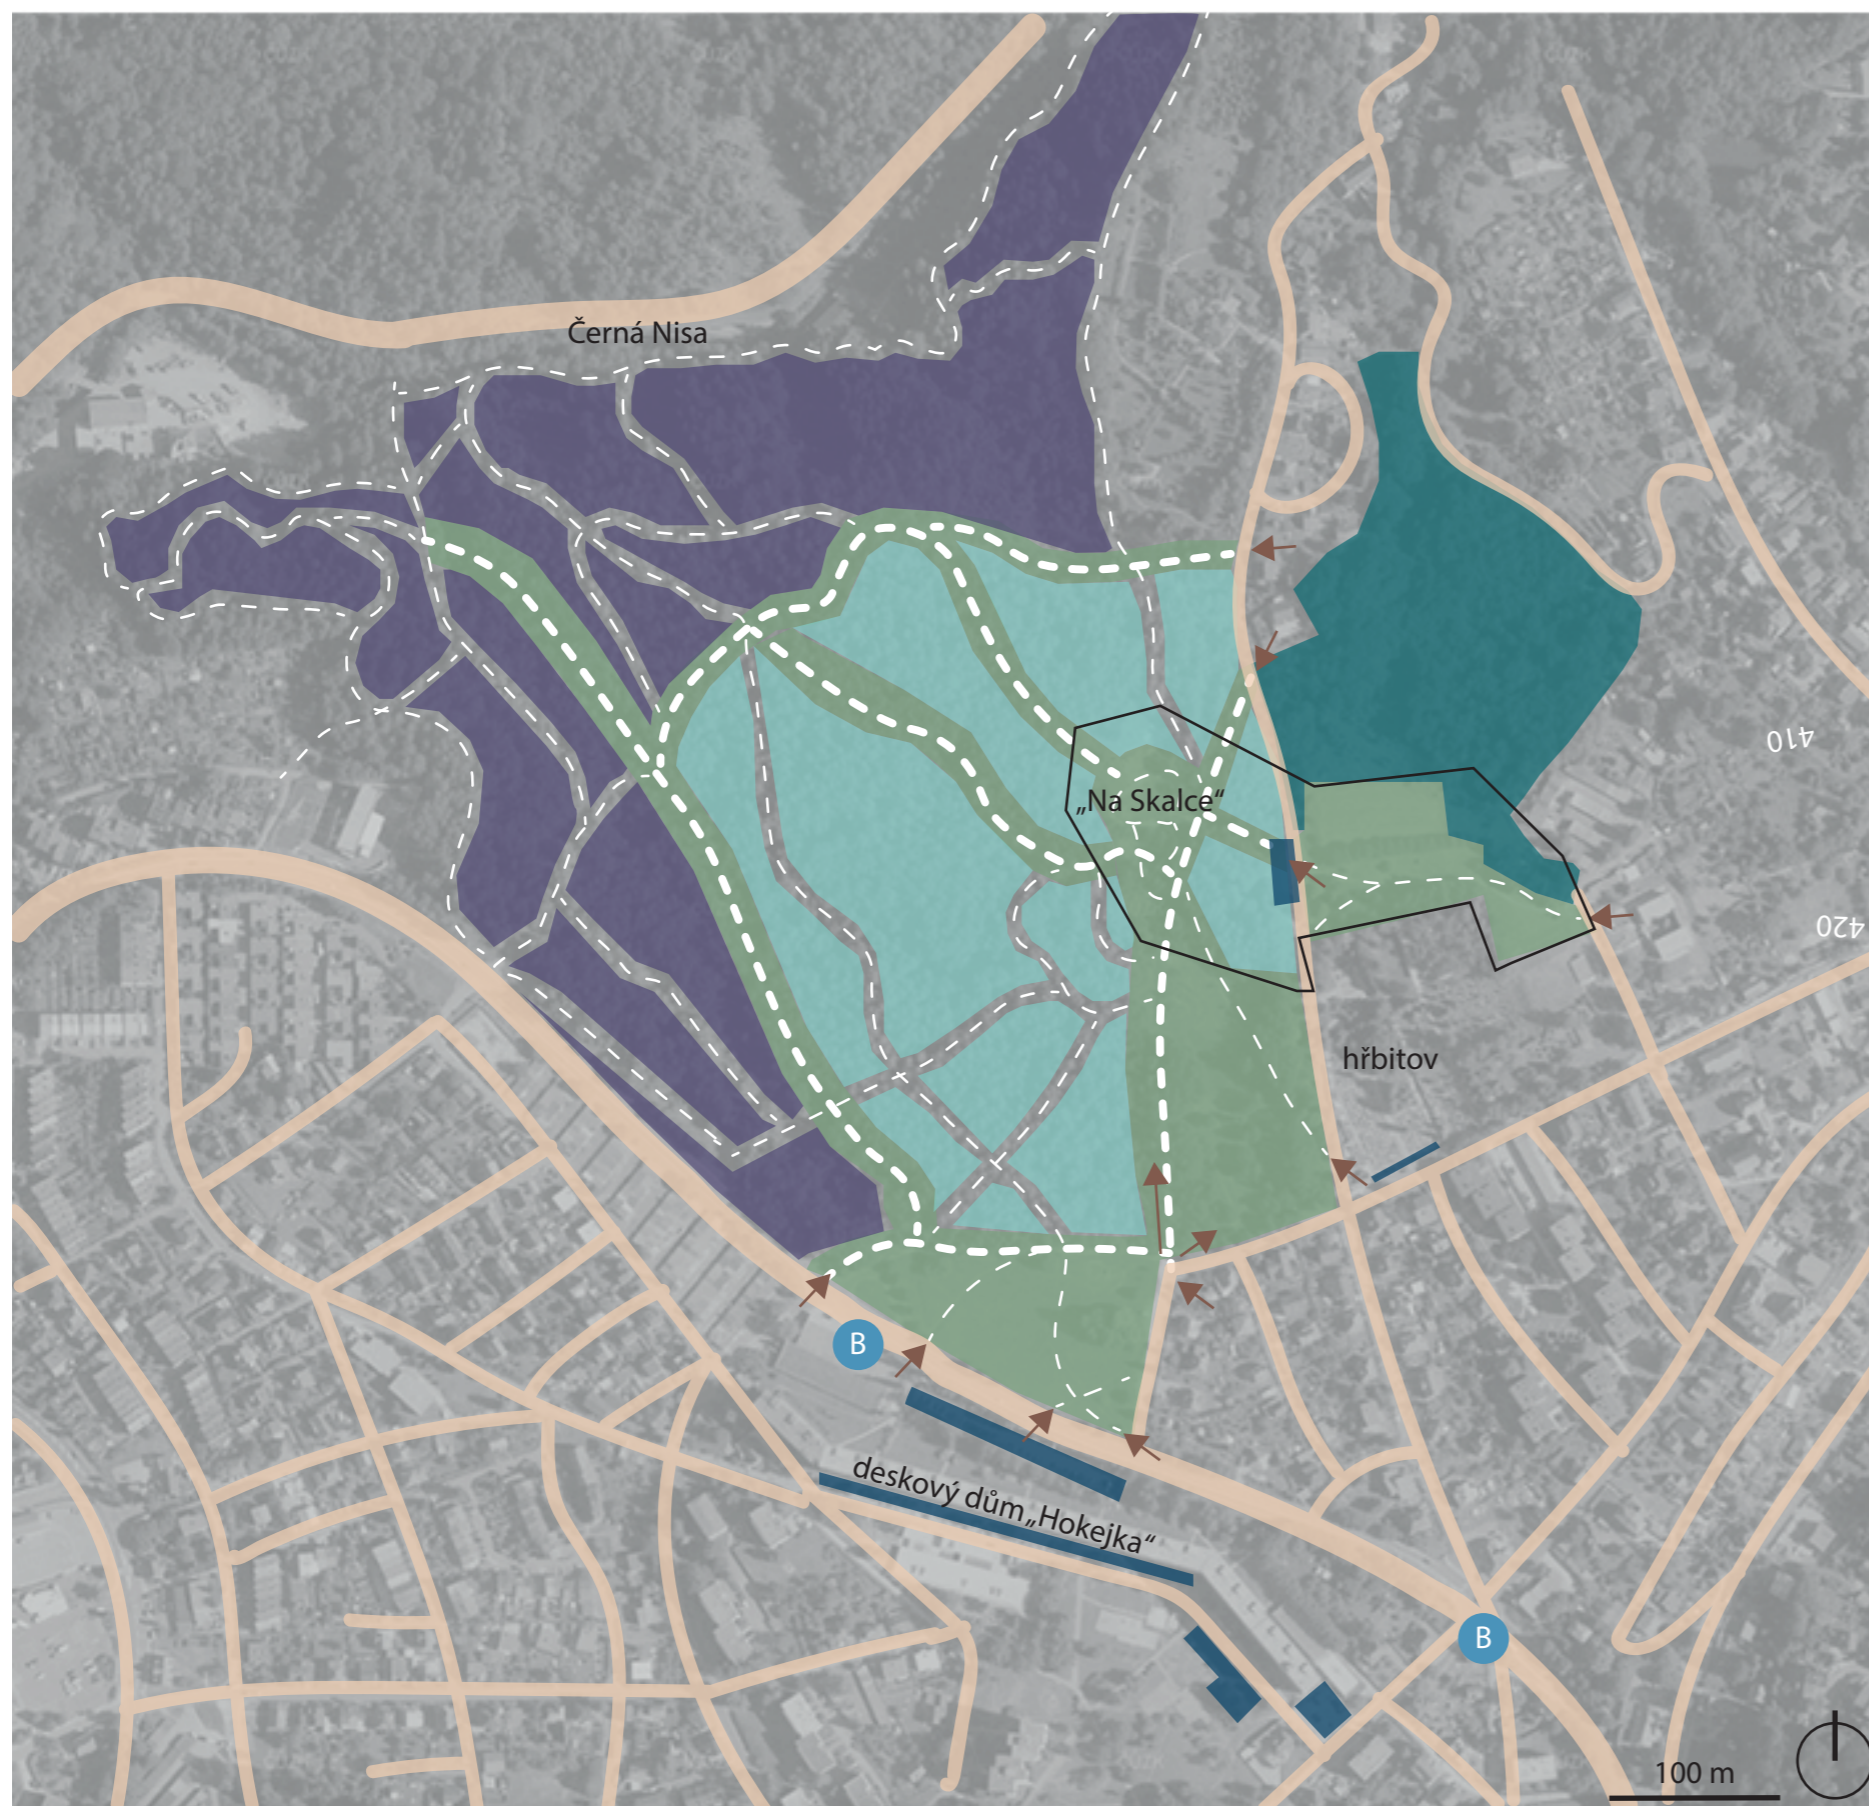 Černá Nisa
„Na Skalce“
410
420
hřbitov
B
deskový dům „Hokejka“
B
100 m